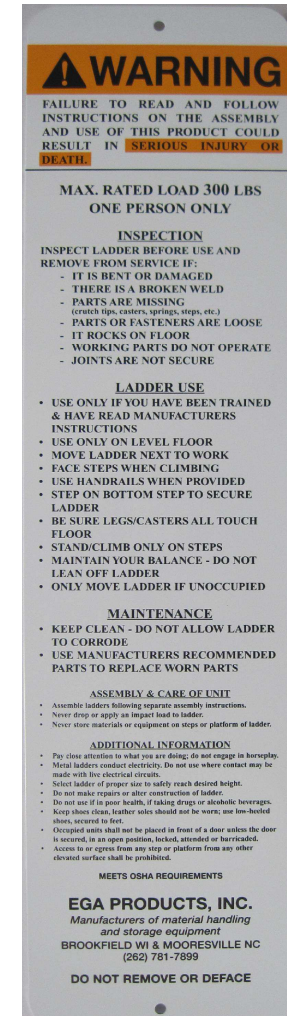 WARNING
FAILURE TO READ AND FOLLOW
INSTRUCTIONS ON THE ASSEMBLY
AND USE OF THIS PRODUCT COULD
RESULT IN SERIOUS INJURY OR
DEATH.
MAX. RATED LOAD 300 LBS
ONE PERSON ONLY
INSPECTION
INSPECT LADDER BEFORE USE AND
REMOVE FROM SERVICE IF:
- IT IS BENT OR DAMAGED
- THERE IS A BROKEN WELD
- PARTS ARE MISSING
(crutch tips, casters, springs, steps, etc.)
- PARTS OR FASTENERS ARE LOOSE
- IT ROCKS ON FLOOR
- WORKING PARTS DO NOT OPERATE
- JOINTS ARE NOT SECURE
LADDER USE
• USE ONLY IF YOU HAVE BEEN TRAINED
& HAVE READ MANUFACTURERS
INSTRUCTIONS
• USE ONLY ON LEVEL FLOOR
• MOVE LADDER NEXT TO WORK
• FACE STEPS WHEN CLIMBING
• USE HANDRAILS WHEN PROVIDED
• STEP ON BOTTOM STEP TO SECURE
LADDER
• BE SURE LEGS/CASTERS ALL TOUCH
FLOOR
• STAND/CLIMB ONLY ON STEPS
• MAINTAIN YOUR BALANCE - DO NOT
LEAN OFF LADDER
• ONLY MOVE LADDER IF UNOCCUPIED
MAINTENANCE
• KEEP CLEAN - DO NOT ALLOW LADDER
TO CORRODE
• USE MANUFACTURERS RECOMMENDED
PARTS TO REPLACE WORN PARTS
ASSEMBLY & CARE OF UNIT
• Assemble ladders following separate assembly instructions.
• Never drop or apply an impact load to ladder.
• Never store materials or equipment on steps or platform of ladder.
ADDITIONAL INFORMATION
• Pay close attention to what you are doing; do not engage in horseplay.
• Metal ladders conduct electricity. Do not use where contact may be
made with live electrical circuits.
• Select ladder of proper size to safely reach desired height.
• Do not make repairs or alter construction of ladder.
• Do not use if in poor health, if taking drugs or alcoholic beverages.
• Keep shoes clean, leather soles should not be worn; use low-heeled
shoes, secured to feet.
• Occupied units shall not be placed in front of a door unless the door
is secured, in an open position, locked, attended or barricaded.
• Access to or egress from any step or platform from any other
elevated surface shall be prohibited.
MEETS OSHA REQUIREMENTS
EGA PRODUCTS, INC.
Manufacturers of material handling
and storage equipment
BROOKFIELD WI & MOORESVILLE NC
(262) 781-7899
DO NOT REMOVE OR DEFACE